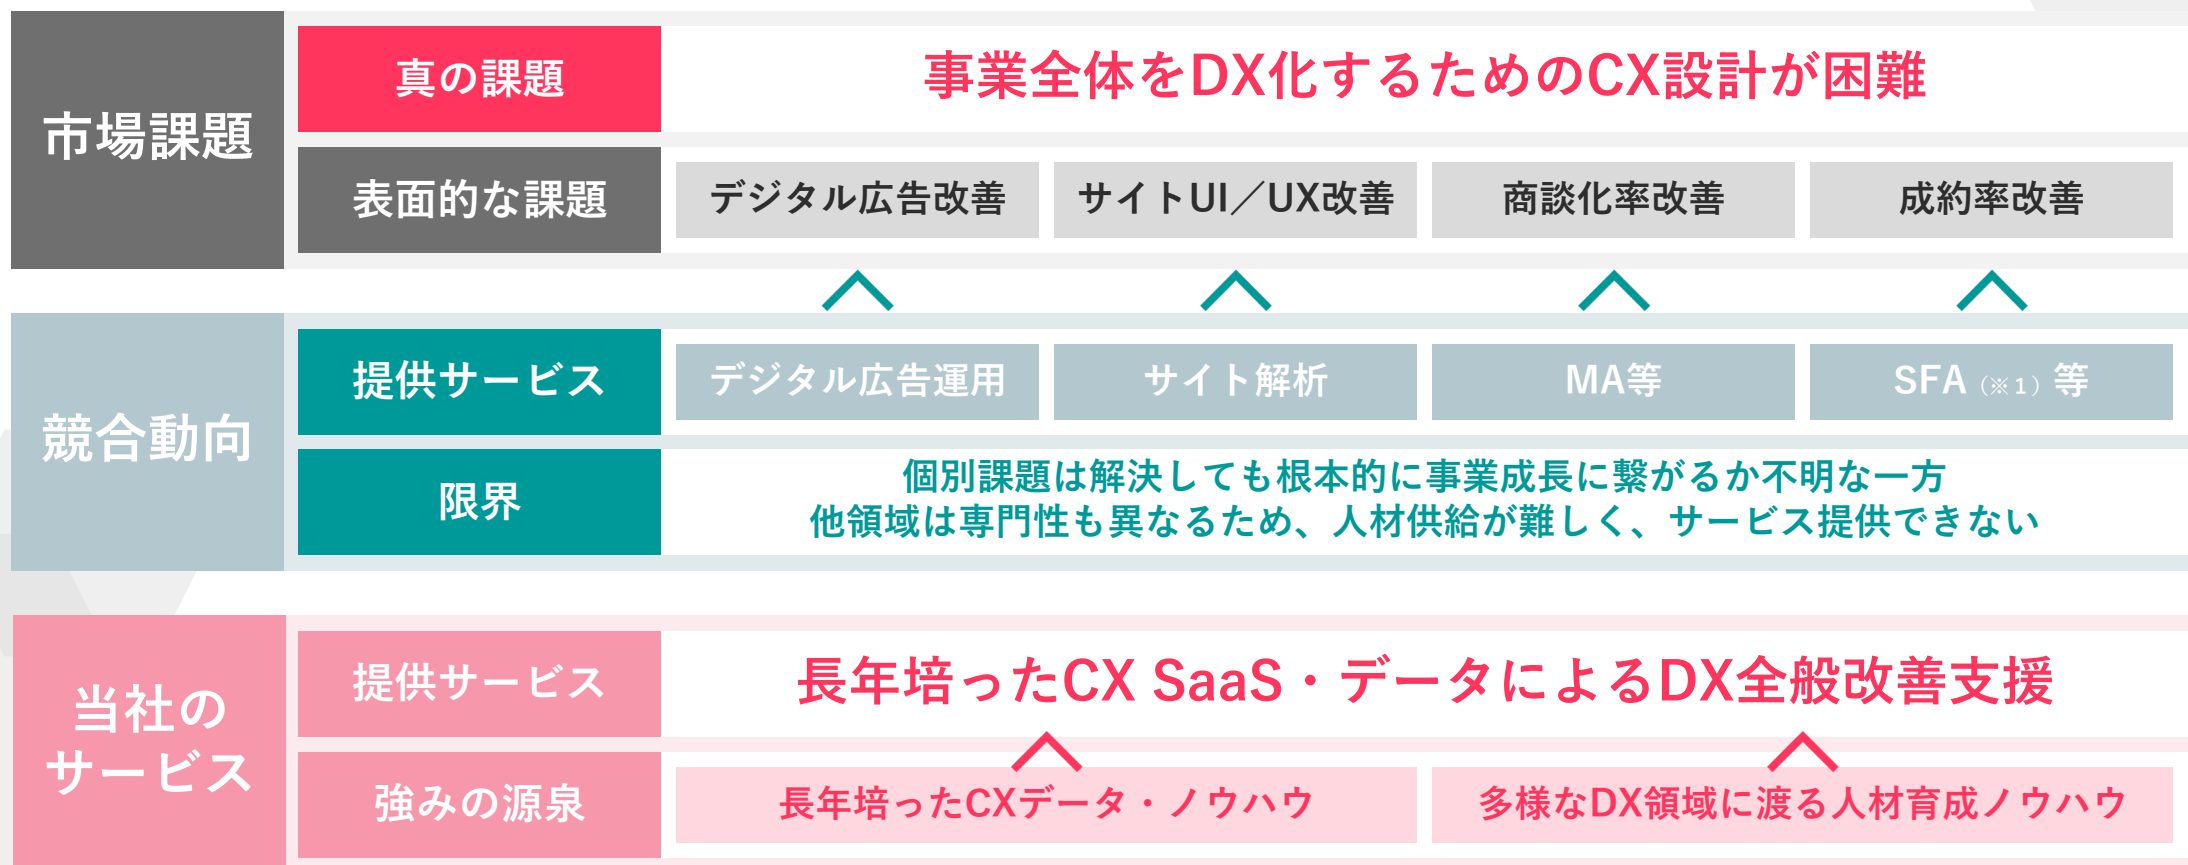 市場課題
真の課題
事業全体をDX化するためのCX設計が困難
表面的な課題
デジタル広告改善
サイトUI／UX改善
商談化率改善
成約率改善
競合動向
提供サービス
デジタル広告運用
サイト解析
MA等
SFA（※１）等
限界
個別課題は解決しても根本的に事業成長に繋がるか不明な一方
他領域は専門性も異なるため、人材供給が難しく、サービス提供できない
当社の
サービス
提供サービス
長年培ったCX SaaS・データによるDX全般改善支援
強みの源泉
長年培ったCXデータ・ノウハウ
多様なDX領域に渡る人材育成ノウハウ